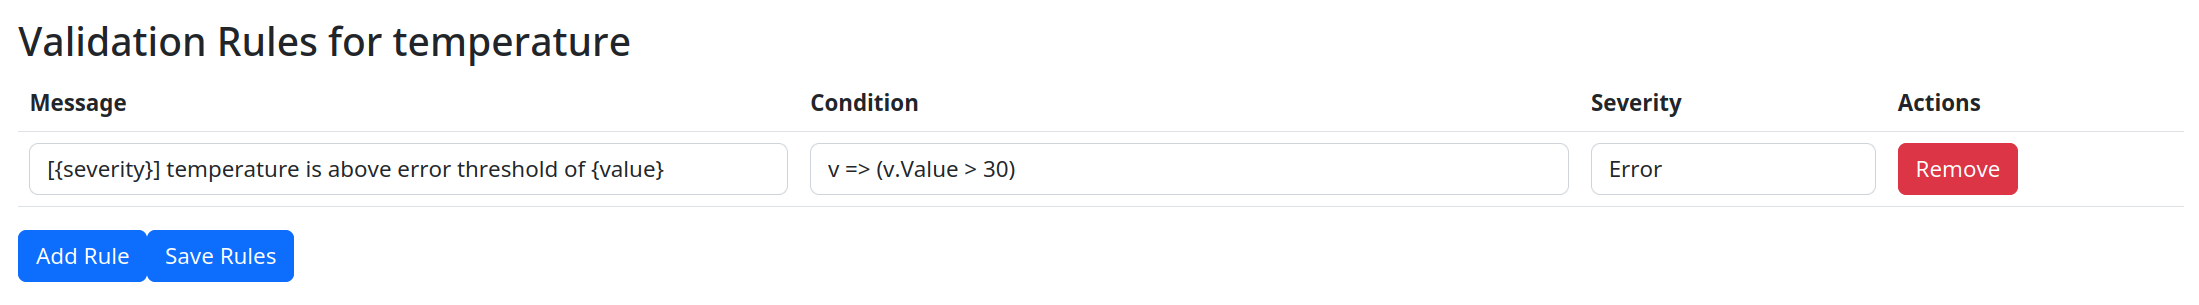 Validation Rules for temperature
Message Condition Severity Actions
[{severity}] temperature is above error threshold of {value} v => (v.Value > 30) Error Remove
Add Rule Save Rules